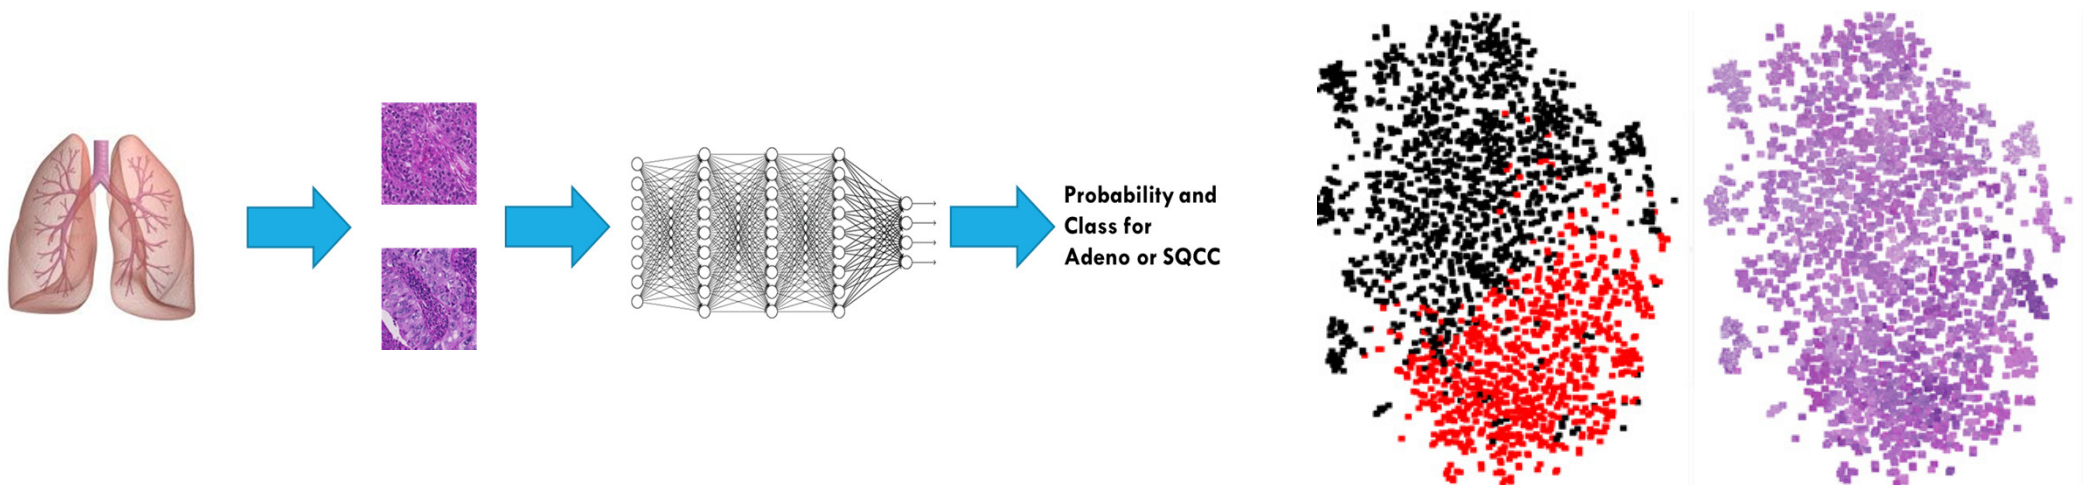 Probability and
Class for
Adeno or SQCC